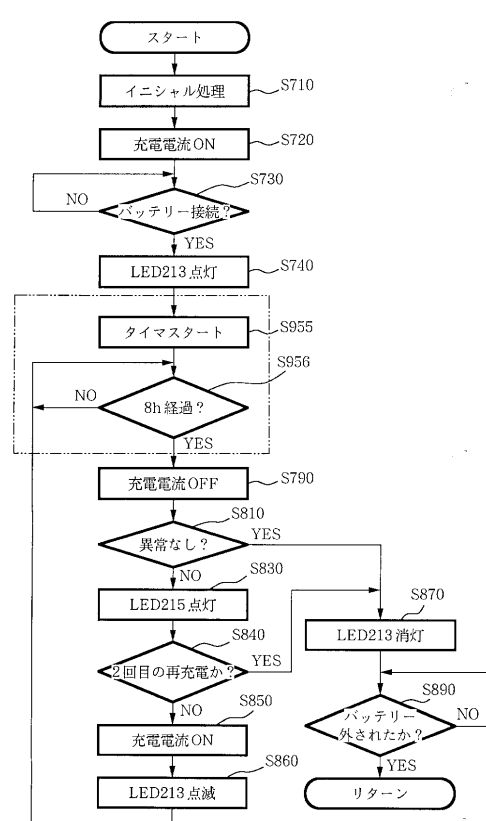 スタート
イニシャル処理
S710
充電電流ON
S720
S730
バッテリー接続？
NO
YES
LED213点灯
S740
タイマスタート
S955
S956
8h経過？
NO
YES
充電電流OFF
S790
S810
異常なし？
YES
NO
S830
LED215点灯
S840
2回目の再充電か？
YES
NO
S850
充電電流ON
S860
LED213点滅
S870
LED213消灯
S890
バッテリー
外されたか？
NO
YES
リターン